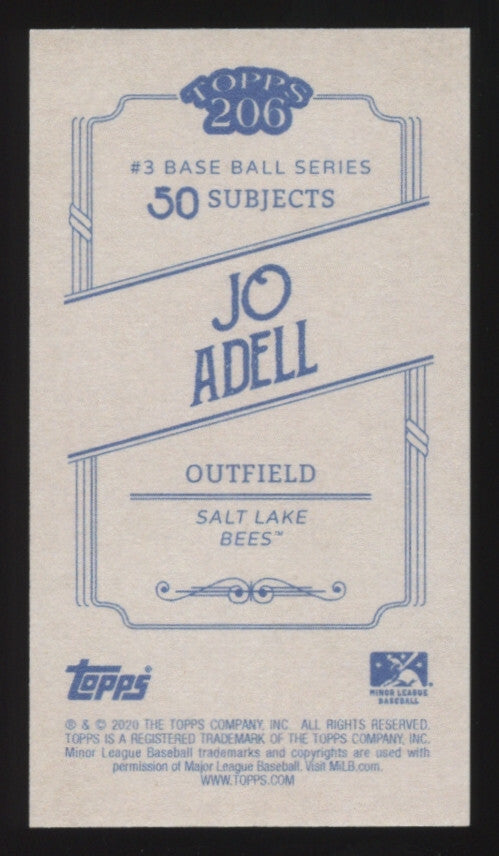 TOPPS
206
#3 BASE BALL SERIES
50 SUBJECTS
JO
ADELL
OUTFIELD
SALT LAKE
BEES™
Topps®
MINOR LEAGUE
BASEBALL
® & © 2020 THE TOPPS COMPANY, INC. ALL RIGHTS RESERVED.
TOPPS IS A REGISTERED TRADEMARK OF THE TOPPS COMPANY, INC.
Minor League Baseball trademarks and copyrights are used with
permission of Major League Baseball. Visit MiLB.com.
WWW.TOPPS.COM